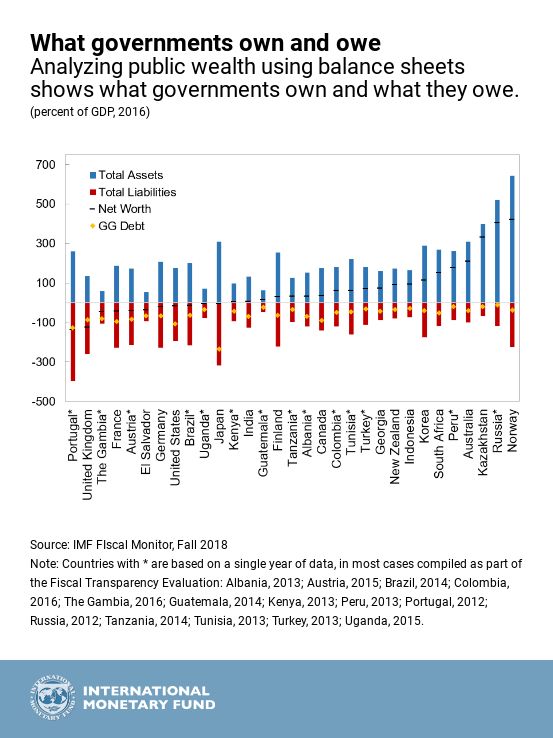 What governments own and owe
Analyzing public wealth using balance sheets
shows what governments own and what they owe.
(percent of GDP, 2016)
700
500
300
100
-100
-300
-500
Total Assets
Total Liabilities
Net Worth
GG Debt
Portugal*
United Kingdom
The Gambia*
France
Austria*
El Salvador
Germany
United States
Brazil*
Uganda*
Japan
Kenya*
India
Guatemala*
Finland
Tanzania*
Albania*
Canada
Colombia*
Tunisia*
Turkey*
Georgia
New Zealand
Indonesia
Korea
South Africa
Peru*
Australia
Kazakhstan
Russia*
Norway
Source: IMF FIscal Monitor, Fall 2018
Note: Countries with * are based on a single year of data, in most cases compiled as part of
the Fiscal Transparency Evaluation: Albania, 2013; Austria, 2015; Brazil, 2014; Colombia,
2016; The Gambia, 2016; Guatemala, 2014; Kenya, 2013; Peru, 2013; Portugal, 2012;
Russia, 2012; Tanzania, 2014; Tunisia, 2013; Turkey, 2013; Uganda, 2015.
INTERNATIONAL
MONETARY FUND
INTERNATIONAL
MONETARY FUND